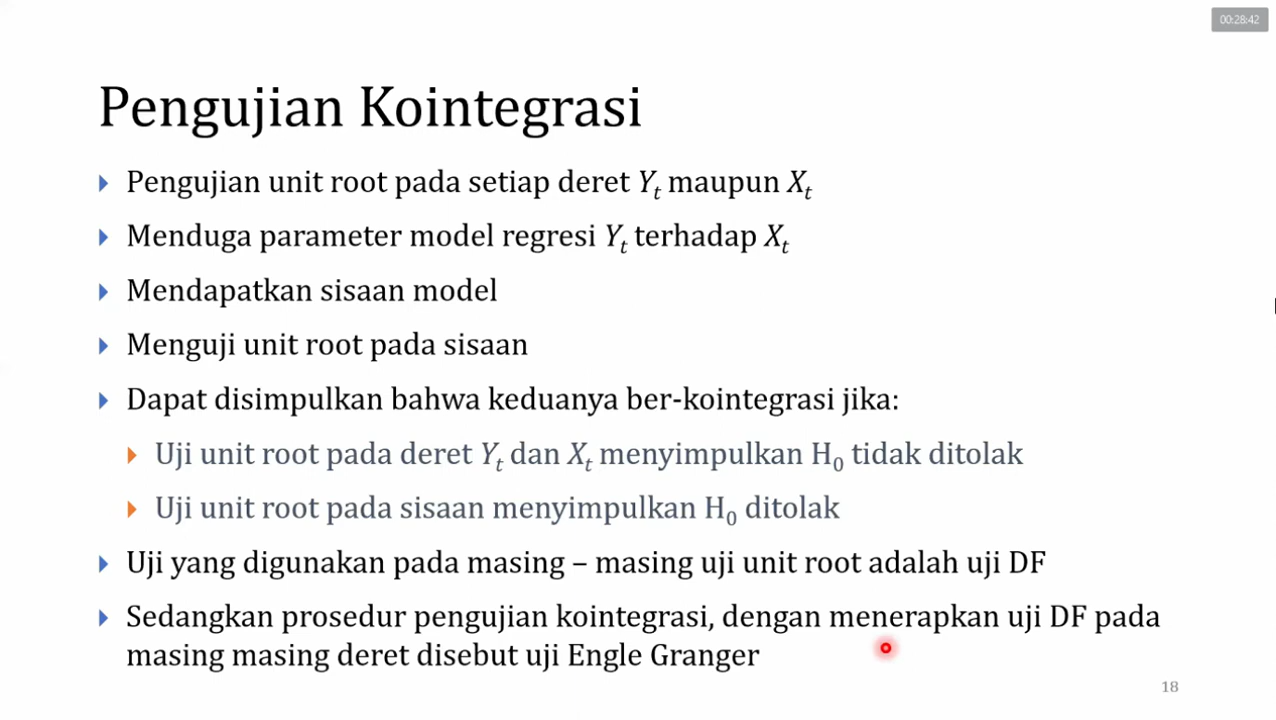 00:28:42
Pengujian Kointegrasi
Pengujian unit root pada setiap deret Yt maupun Xt
Menduga parameter model regresi Yt terhadap Xt
Mendapatkan sisaan model
Menguji unit root pada sisaan
Dapat disimpulkan bahwa keduanya ber-kointegrasi jika:
Uji unit root pada deret Yt dan Xt menyimpulkan H0 tidak ditolak
Uji unit root pada sisaan menyimpulkan H0 ditolak
Uji yang digunakan pada masing – masing uji unit root adalah uji DF
Sedangkan prosedur pengujian kointegrasi, dengan menerapkan uji DF pada
masing masing deret disebut uji Engle Granger
18